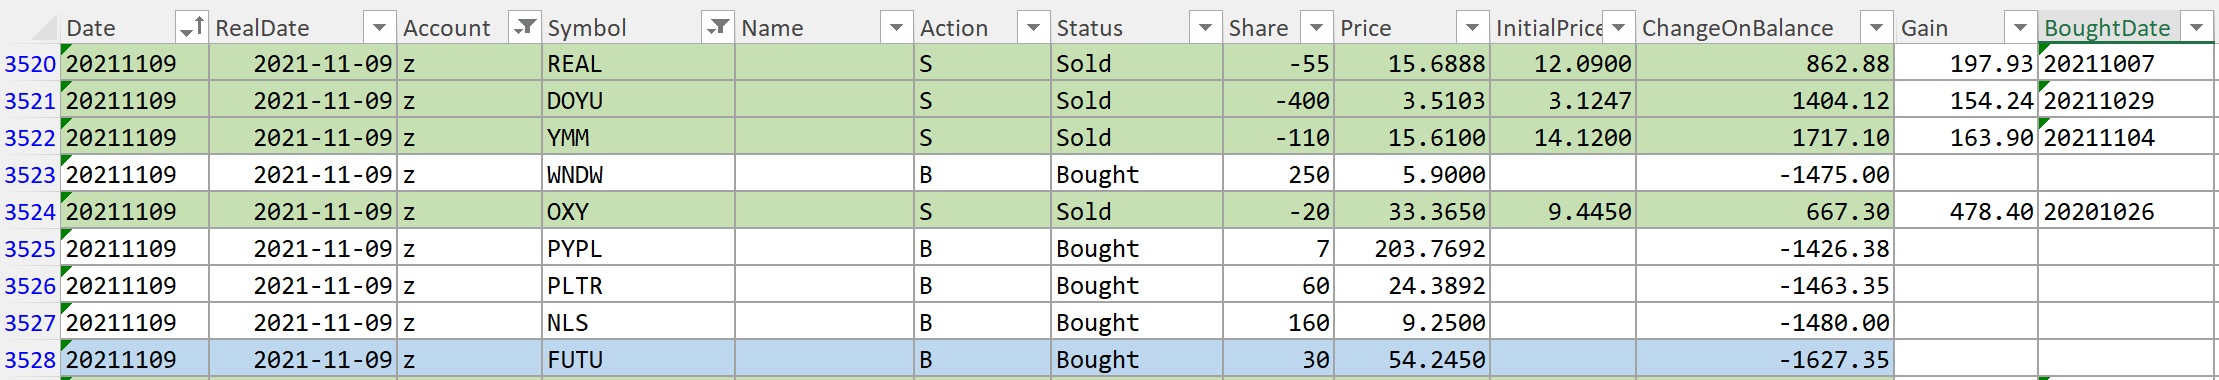 Date RealDate Account Symbol Name Action Status Share Price InitialPrice ChangeOnBalance Gain BoughtDate
3520 20211109 2021-11-09 z REAL S Sold -55 15.6888 12.0900 862.88 197.93 20211007
3521 20211109 2021-11-09 z DOYU S Sold -400 3.5103 3.1247 1404.12 154.24 20211029
3522 20211109 2021-11-09 z YMM S Sold -110 15.6100 14.1200 1717.10 163.90 20211104
3523 20211109 2021-11-09 z WNDW B Bought 250 5.9000 -1475.00
3524 20211109 2021-11-09 z OXY S Sold -20 33.3650 9.4450 667.30 478.40 20201026
3525 20211109 2021-11-09 z PYPL B Bought 7 203.7692 -1426.38
3526 20211109 2021-11-09 z PLTR B Bought 60 24.3892 -1463.35
3527 20211109 2021-11-09 z NLS B Bought 160 9.2500 -1480.00
3528 20211109 2021-11-09 z FUTU B Bought 30 54.2450 -1627.35